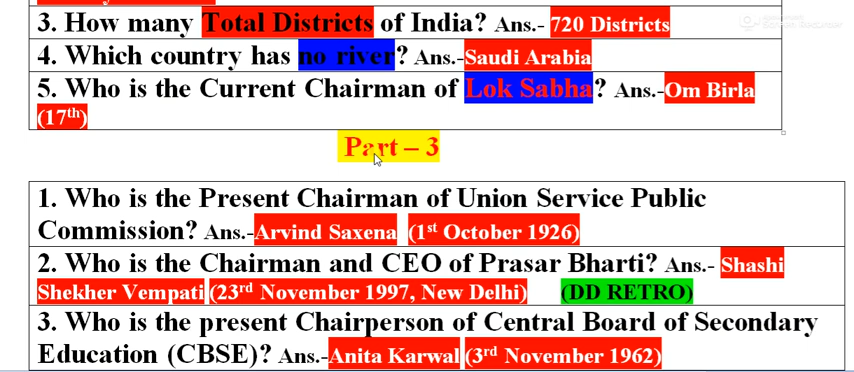 3. How many Total Districts of India? Ans.- 720 Districts
4. Which country has no river? Ans.-Saudi Arabia
5. Who is the Current Chairman of Lok Sabha? Ans.-Om Birla
(17th)
Part – 3
1. Who is the Present Chairman of Union Service Public
Commission? Ans.-Arvind Saxena (1st October 1926)
2. Who is the Chairman and CEO of Prasar Bharti? Ans.- Shashi
Shekher Vempati (23rd November 1997, New Delhi) (DD RETRO)
3. Who is the present Chairperson of Central Board of Secondary
Education (CBSE)? Ans.-Anita Karwal (3rd November 1962)